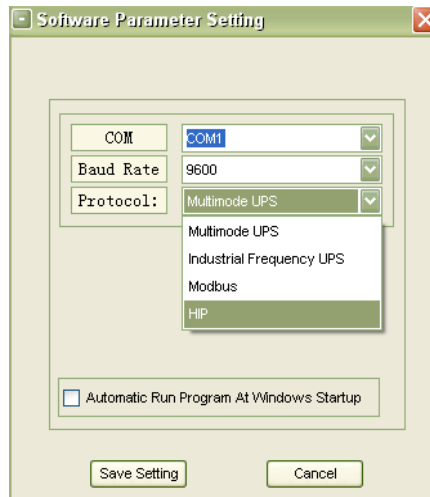 Software Parameter Setting
COM
COM1
Baud Rate
9600
Protocol:
Multimode UPS
Multimode UPS
Industrial Frequency UPS
Modbus
HIP
Automatic Run Program At Windows Startup
Save Setting
Cancel